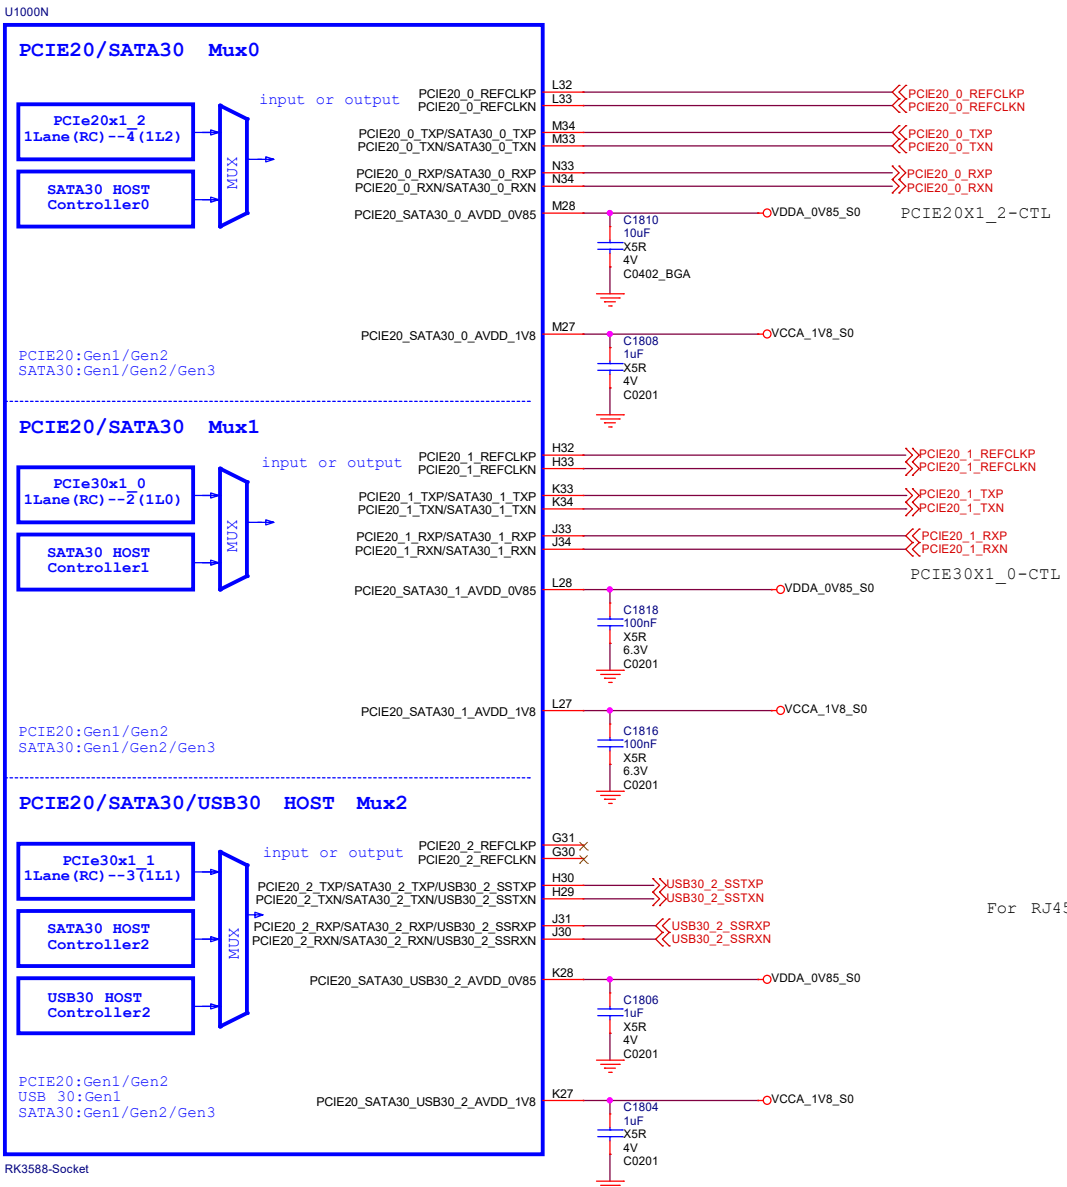 U1000N
PCIE20/SATA30 Mux0
input or output
PCIe20x1_2
1Lane(RC)--4(1L2)
SATA30 HOST
Controller0
MUX
PCIE20_0_REFCLKP L32 PCIE20_0_REFCLKP
PCIE20_0_REFCLKN L33 PCIE20_0_REFCLKN
PCIE20_0_TXP/SATA30_0_TXP M34 PCIE20_0_TXP
PCIE20_0_TXN/SATA30_0_TXN M33 PCIE20_0_TXN
PCIE20_0_RXP/SATA30_0_RXP N33 PCIE20_0_RXP
PCIE20_0_RXN/SATA30_0_RXN N34 PCIE20_0_RXN
PCIE20_SATA30_0_AVDD_0V85 M28 VDDA_0V85_S0 PCIE20X1_2-CTL
C1810
10uF
X5R
4V
C0402_BGA
PCIE20_SATA30_0_AVDD_1V8 M27 VCCA_1V8_S0
C1808
1uF
X5R
4V
C0201
PCIE20:Gen1/Gen2
SATA30:Gen1/Gen2/Gen3
PCIE20/SATA30 Mux1
input or output
PCIe30x1_0
1Lane(RC)--2(1L0)
SATA30 HOST
Controller1
MUX
PCIE20_1_REFCLKP H32 PCIE20_1_REFCLKP
PCIE20_1_REFCLKN H33 PCIE20_1_REFCLKN
PCIE20_1_TXP/SATA30_1_TXP K33 PCIE20_1_TXP
PCIE20_1_TXN/SATA30_1_TXN K34 PCIE20_1_TXN
PCIE20_1_RXP/SATA30_1_RXP J33 PCIE20_1_RXP
PCIE20_1_RXN/SATA30_1_RXN J34 PCIE20_1_RXN
PCIE30X1_0-CTL
PCIE20_SATA30_1_AVDD_0V85 L28 VDDA_0V85_S0
C1818
100nF
X5R
6.3V
C0201
PCIE20_SATA30_1_AVDD_1V8 L27 VCCA_1V8_S0
C1816
100nF
X5R
6.3V
C0201
PCIE20:Gen1/Gen2
SATA30:Gen1/Gen2/Gen3
PCIE20/SATA30/USB30 HOST Mux2
input or output
PCIe30x1_1
1Lane(RC)--3(1L1)
SATA30 HOST
Controller2
USB30 HOST
Controller2
MUX
PCIE20_2_REFCLKP G31
PCIE20_2_REFCLKN G30
PCIE20_2_TXP/SATA30_2_TXP/USB30_2_SSTXP H30 USB30_2_SSTXP
PCIE20_2_TXN/SATA30_2_TXN/USB30_2_SSTXN H29 USB30_2_SSTXN
For RJ45
PCIE20_2_RXP/SATA30_2_RXP/USB30_2_SSRXP J31 USB30_2_SSRXP
PCIE20_2_RXN/SATA30_2_RXN/USB30_2_SSRXN J30 USB30_2_SSRXN
PCIE20_SATA30_USB30_2_AVDD_0V85 K28 VDDA_0V85_S0
C1806
1uF
X5R
4V
C0201
PCIE20_SATA30_USB30_2_AVDD_1V8 K27 VCCA_1V8_S0
C1804
1uF
X5R
4V
C0201
PCIE20:Gen1/Gen2
USB 30:Gen1
SATA30:Gen1/Gen2/Gen3
RK3588-Socket